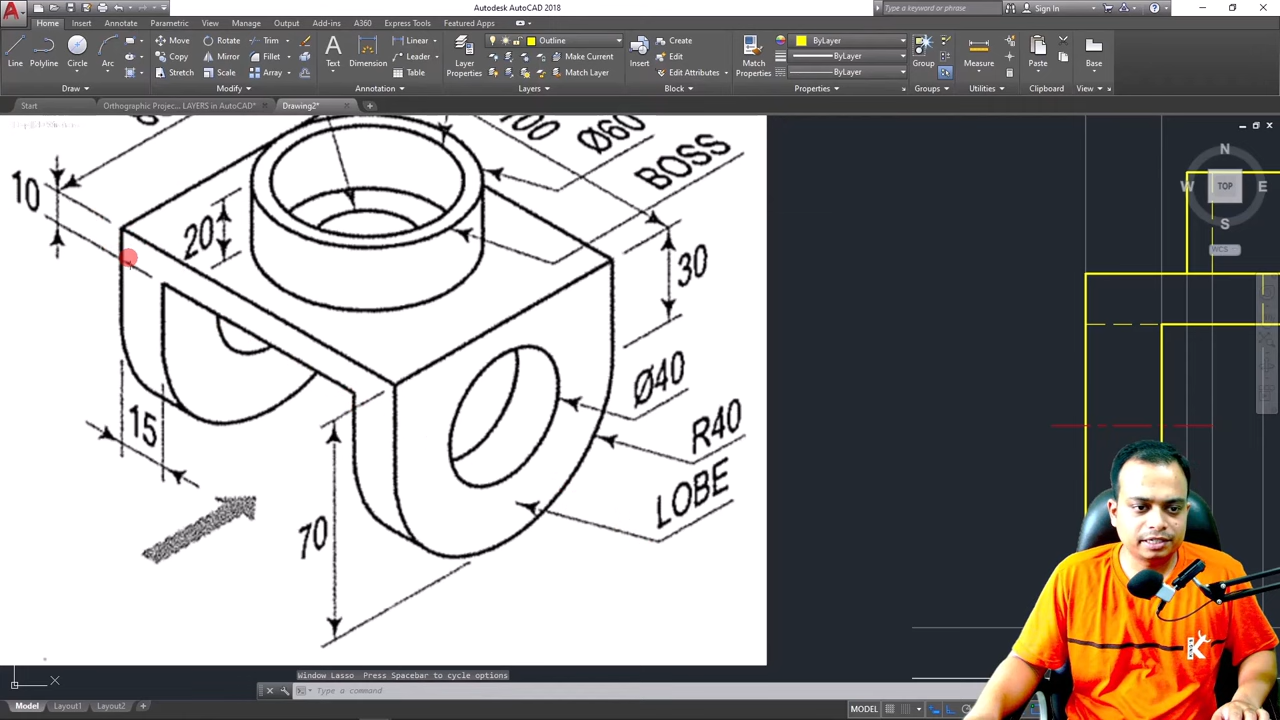 Autodesk AutoCAD 2018
Type a keyword or phrase
Sign In
Home Insert Annotate Parametric View Manage Output Add-ins A360 Express Tools Featured Apps
Line Polyline Circle Arc
Move Rotate Trim
Copy Mirror Fillet
Stretch Scale Array
Text Dimension
Linear
Leader
Table
Layer
Properties
Outline
Make Current
Match Layer
Insert
Create
Edit
Edit Attributes
Match
Properties
ByLayer
ByLayer
ByLayer
Group
Measure
Paste
Base
Draw Modify Annotation Layers Block Properties Groups Utilities Clipboard View
Start Orthographic Projec... LAYERS in AutoCAD* Drawing2*
10
20
Ø60
BOSS
30
Ø40
R40
LOBE
15
70
N
W TOP E
S
WCS
Window Lasso Press Spacebar to cycle options
Type a command
Model Layout1 Layout2
MODEL